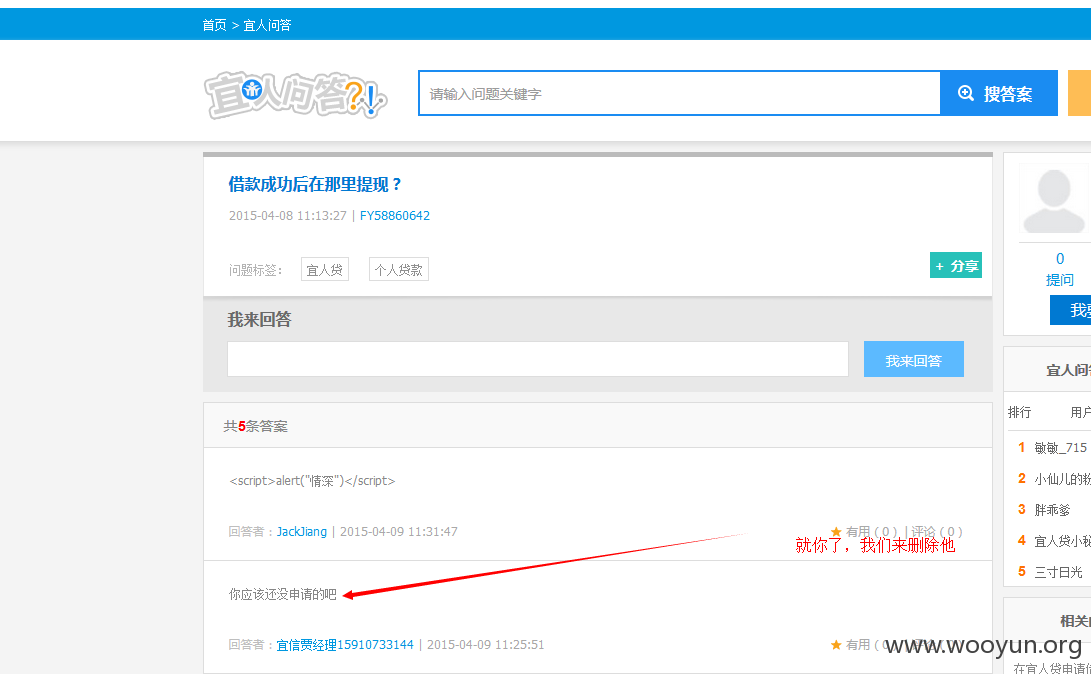 首页 > 宜人问答
宜人问答?!
请输入问题关键字
搜答案
借款成功后在那里提现？
2015-04-08 11:13:27 | FY58860642
问题标签：
宜人贷
个人贷款
+ 分享
我来回答
我来回答
共5条答案
<script>alert("情深")</script>
回答者：JackJiang | 2015-04-09 11:31:47
有用 ( 0 ) | 评论 ( 0 )
就你了，我们来删除他
你应该还没申请的吧
回答者：宜信贾经理15910733144 | 2015-04-09 11:25:51
有用 (
0
提问
我要
宜人问
排行
用户
1 敏敏_715
2 小仙儿的粉
3 胖乖爹
4 宜人贷小秘
5 三寸日光
相关
www.wooyun.org
在宜人贷申请